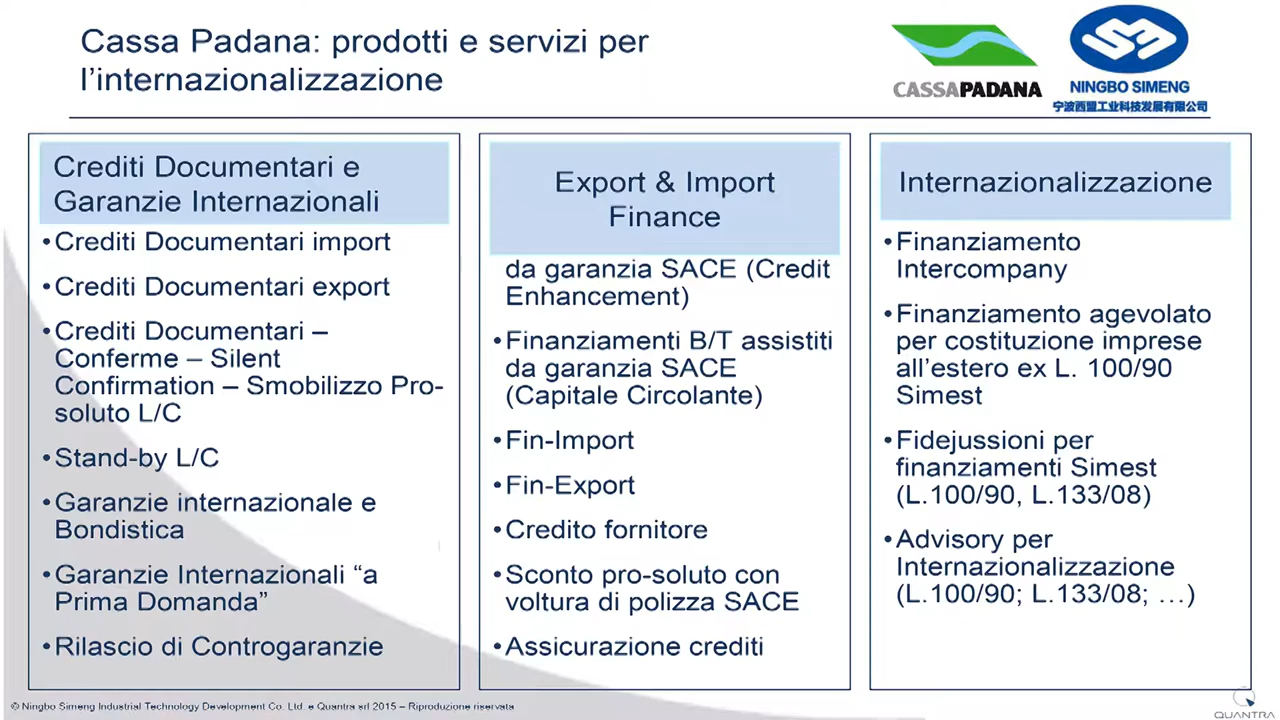 Cassa Padana: prodotti e servizi per
l’internazionalizzazione
CASSAPADANA
NINGBO SIMENG
宁波西盟工业科技发展有限公司
Crediti Documentari e
Garanzie Internazionali
•Crediti Documentari import
•Crediti Documentari export
•Crediti Documentari –
Conferme – Silent
Confirmation – Smobilizzo Pro-
soluto L/C
•Stand-by L/C
•Garanzie internazionale e
Bondistica
•Garanzie Internazionali “a
Prima Domanda”
•Rilascio di Controgaranzie
Export & Import
Finance
da garanzia SACE (Credit
Enhancement)
•Finanziamenti B/T assistiti
da garanzia SACE
(Capitale Circolante)
•Fin-Import
•Fin-Export
•Credito fornitore
•Sconto pro-soluto con
voltura di polizza SACE
•Assicurazione crediti
Internazionalizzazione
•Finanziamento
Intercompany
•Finanziamento agevolato
per costituzione imprese
all’estero ex L. 100/90
Simest
•Fidejussioni per
finanziamenti Simest
(L.100/90, L.133/08)
•Advisory per
Internazionalizzazione
(L.100/90; L.133/08; …)
© Ningbo Simeng Industrial Technology Development Co. Ltd. e Quantra srl 2015 – Riproduzione riservata
QUANTRA